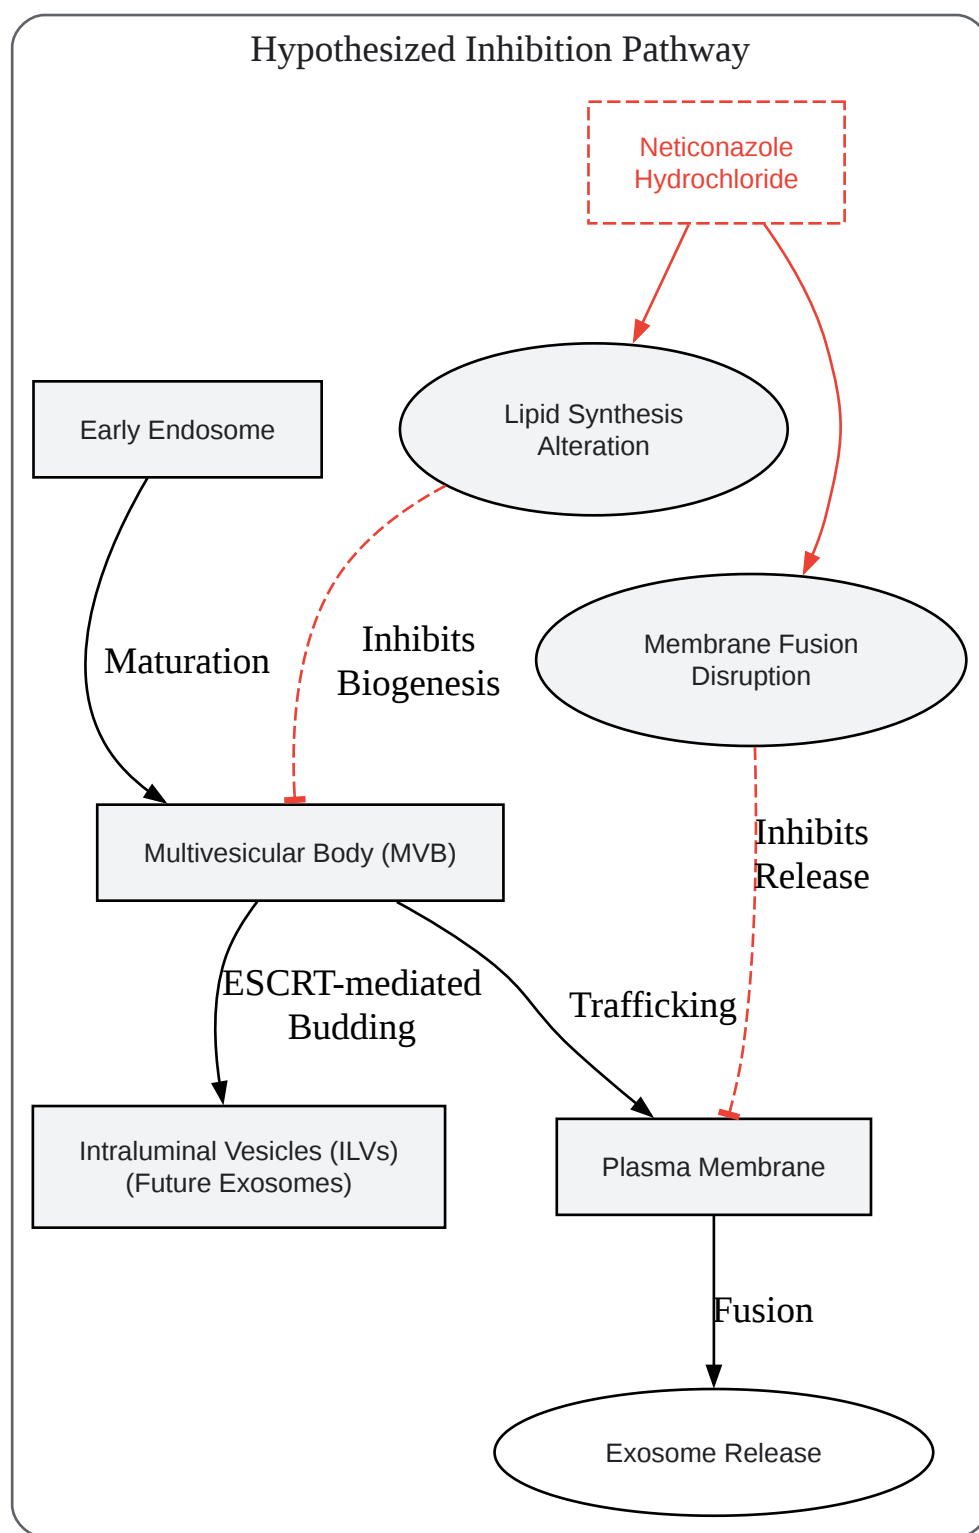 Hypothesized Inhibition Pathway
Neticonazole
Hydrochloride
Lipid Synthesis
Alteration
Early Endosome
Membrane Fusion
Disruption
Maturation
Inhibits
Biogenesis
Multivesicular Body (MVB)
Inhibits
Release
ESCRT-mediated
Budding
Trafficking
Intraluminal Vesicles (ILVs)
(Future Exosomes)
Plasma Membrane
Fusion
Exosome Release